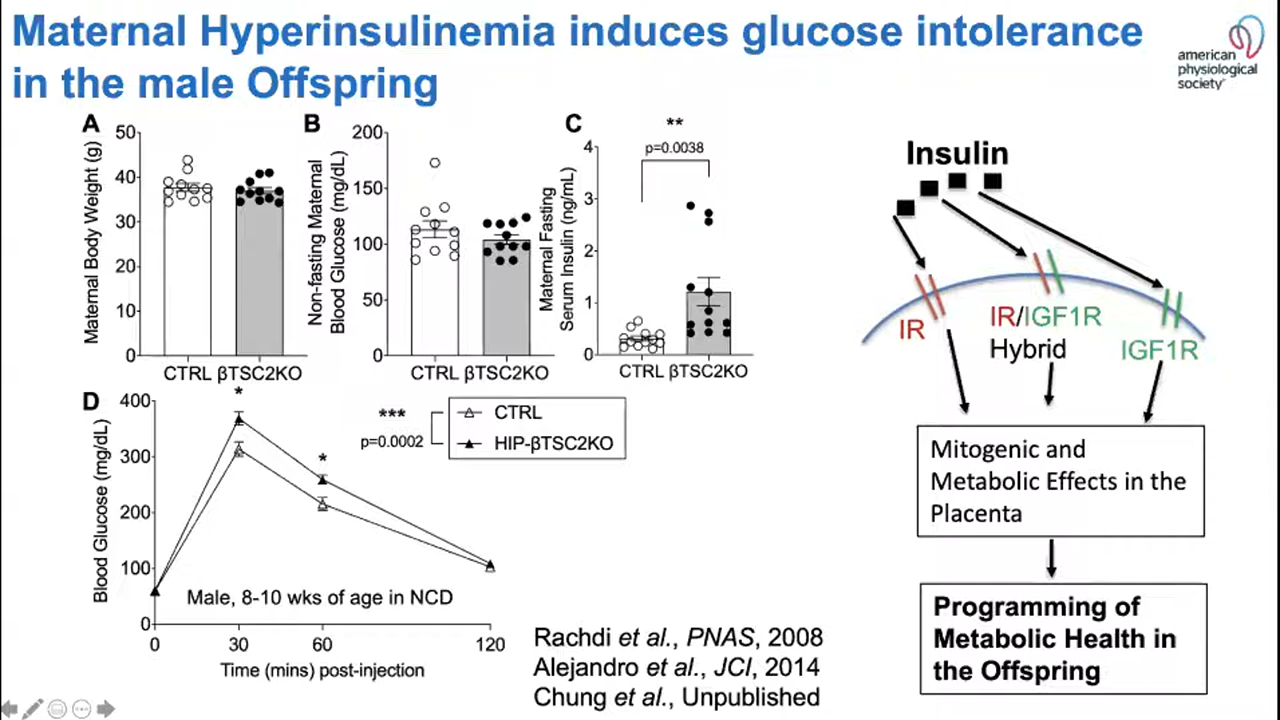 Maternal Hyperinsulinemia induces glucose intolerance
in the male Offspring
american
physiological
society
A
Maternal Body Weight (g)
50
40
30
20
10
0
CTRL βTSC2KO
B
Non-fasting Maternal
Blood Glucose (mg/dL)
200
150
100
50
0
CTRL βTSC2KO
C
**
p=0.0038
Maternal Fasting
Serum Insulin (ng/mL)
4
3
2
1
0
CTRL βTSC2KO
D
Blood Glucose (mg/dL)
400
300
200
100
0
*
*
***
p=0.0002
CTRL
HIP-βTSC2KO
Male, 8-10 wks of age in NCD
0 30 60 120
Time (mins) post-injection
Rachdi et al., PNAS, 2008
Alejandro et al., JCI, 2014
Chung et al., Unpublished
Insulin
IR
IR/IGF1R
Hybrid
IGF1R
Mitogenic and
Metabolic Effects in the
Placenta
Programming of
Metabolic Health in
the Offspring